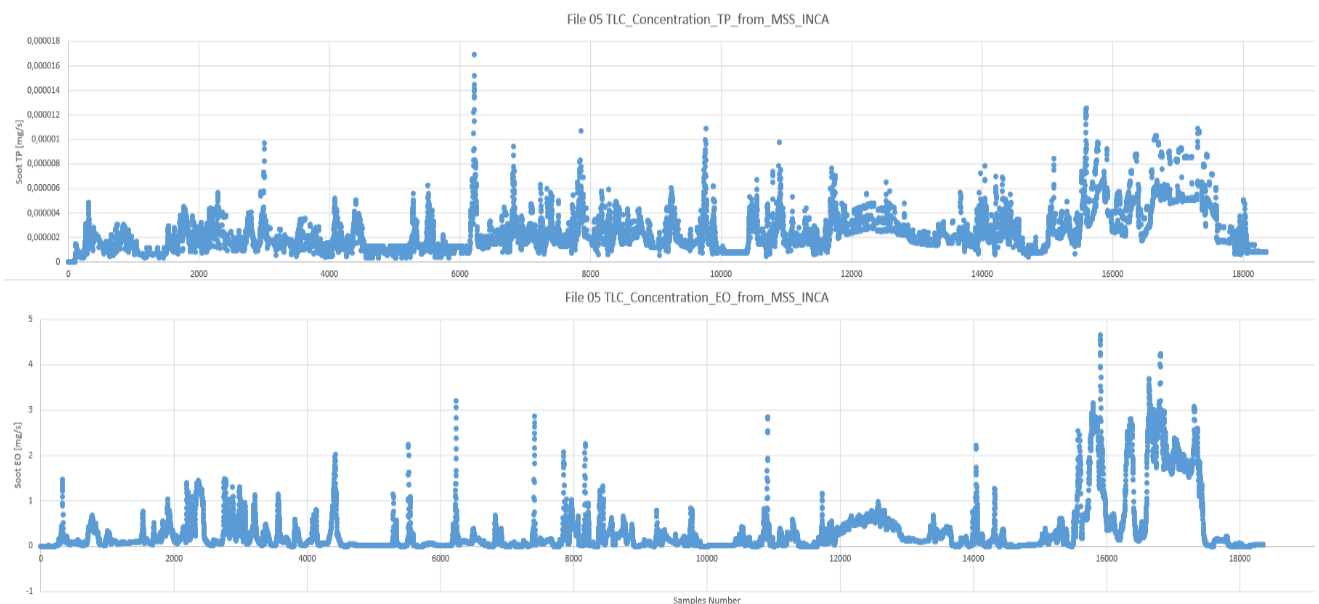 File 05 TLC_Concentration_TP_from_MSS_INCA
0,000018
0,000016
0,000014
0,000012
0,00001
0,000008
0,000006
0,000004
0,000002
0
Soot TP [mg/s]
0 2000 4000 6000 8000 10000 12000 14000 16000 18000
File 05 TLC_Concentration_EO_from_MSS_INCA
5
4
3
2
1
0
-1
Soot EO [mg/s]
0 2000 4000 6000 8000 10000 12000 14000 16000 18000
Samples Number